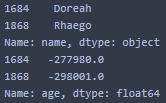 1684    Doreah
1868    Rhaego
Name: name, dtype: object
1684   -277980.0
1868   -298001.0
Name: age, dtype: float64